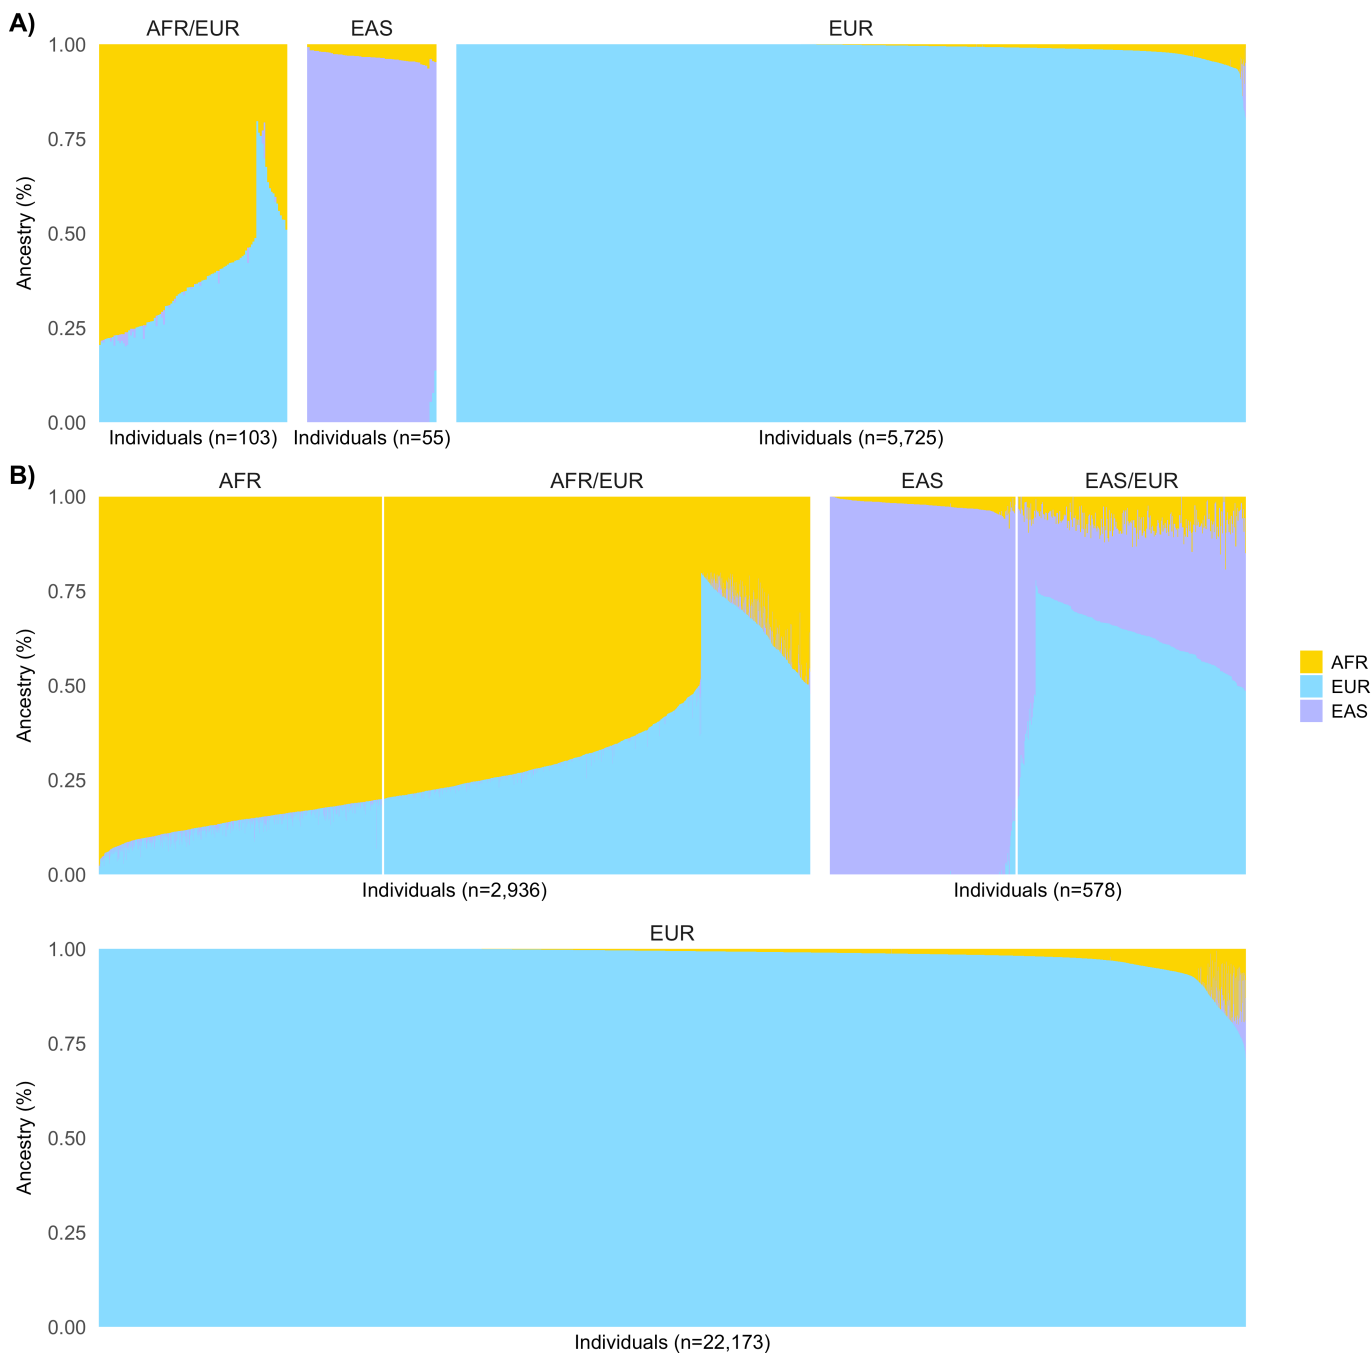 A)
AFR/EUR EAS EUR
1.00
0.75
0.50
0.25
0.00
Ancestry (%)
Individuals (n=103) Individuals (n=55) Individuals (n=5,725)
B)
AFR AFR/EUR EAS EAS/EUR
1.00
0.75
0.50
0.25
0.00
Ancestry (%)
Individuals (n=2,936) Individuals (n=578)
AFR
EUR
EAS
EUR
1.00
0.75
0.50
0.25
0.00
Ancestry (%)
Individuals (n=22,173)